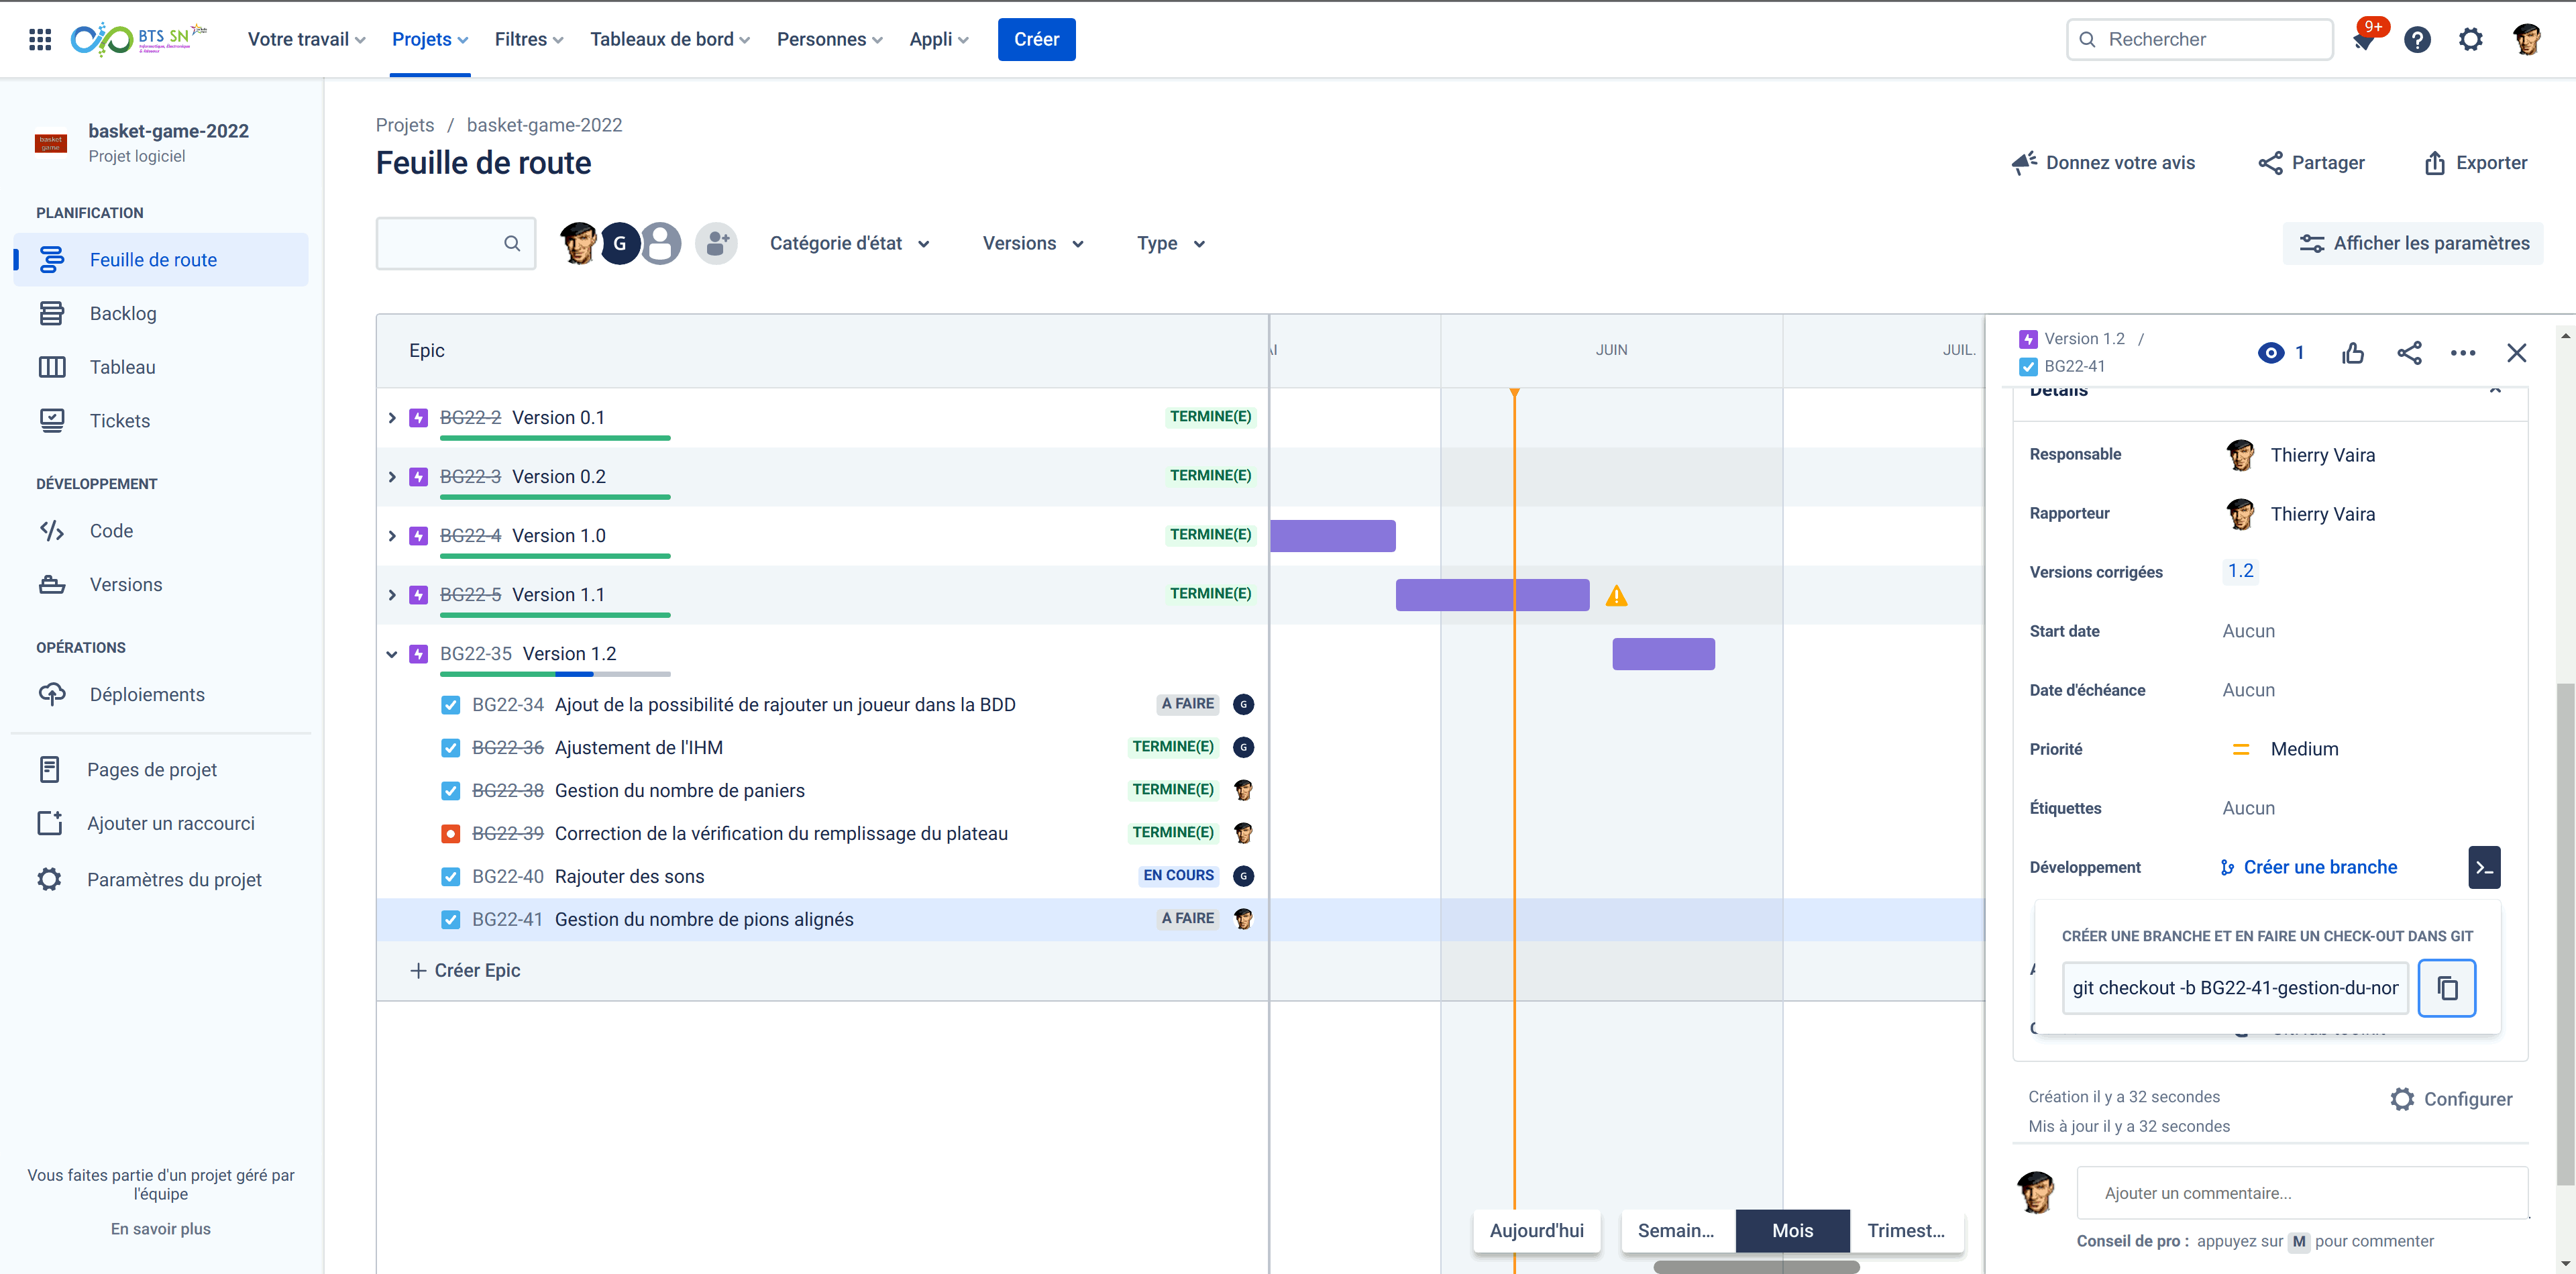 BTS SN
Votre travail
Projets
Filtres
Tableaux de bord
Personnes
Appli
Créer
Rechercher
9+
basket game
basket-game-2022
Projet logiciel
PLANIFICATION
Feuille de route
Backlog
Tableau
Tickets
DÉVELOPPEMENT
Code
Versions
OPÉRATIONS
Déploiements
Pages de projet
Ajouter un raccourci
Paramètres du projet
Vous faites partie d'un projet géré par
l'équipe
En savoir plus
Projets / basket-game-2022
Feuille de route
Donnez votre avis
Partager
Exporter
G
Catégorie d'état
Versions
Type
Afficher les paramètres
Epic
JUIN
JUIL.
BG22-2 Version 0.1 TERMINE(E)
BG22-3 Version 0.2 TERMINE(E)
BG22-4 Version 1.0 TERMINE(E)
BG22-5 Version 1.1 TERMINE(E)
BG22-35 Version 1.2
BG22-34 Ajout de la possibilité de rajouter un joueur dans la BDD A FAIRE G
BG22-36 Ajustement de l'IHM TERMINE(E) G
BG22-38 Gestion du nombre de paniers TERMINE(E)
BG22-39 Correction de la vérification du remplissage du plateau TERMINE(E)
BG22-40 Rajouter des sons EN COURS G
BG22-41 Gestion du nombre de pions alignés A FAIRE
+ Créer Epic
Aujourd'hui
Semain...
Mois
Trimest...
Version 1.2 /
BG22-41
1
Détails
Responsable Thierry Vaira
Rapporteur Thierry Vaira
Versions corrigées 1.2
Start date Aucun
Date d'échéance Aucun
Priorité Medium
Étiquettes Aucun
Développement Créer une branche
CRÉER UNE BRANCHE ET EN FAIRE UN CHECK-OUT DANS GIT
git checkout -b BG22-41-gestion-du-nor
Création il y a 32 secondes
Configurer
Mis à jour il y a 32 secondes
Ajouter un commentaire...
Conseil de pro : appuyez sur M pour commenter